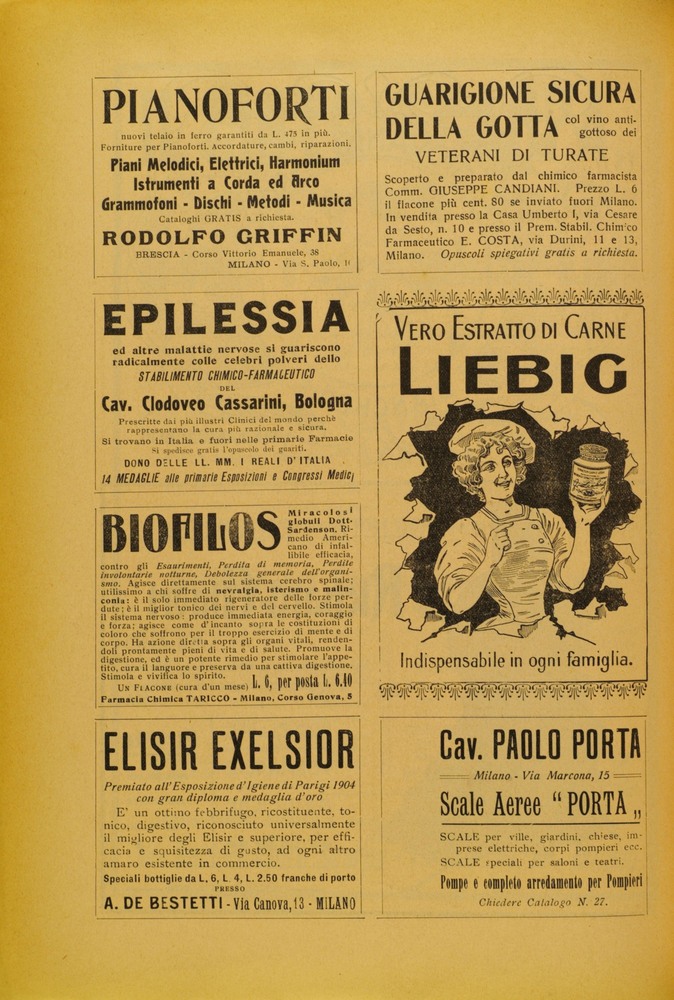 PIANOFORTI
nuovi telaio in ferro garantiti da L. 475 in più.
Forniture per Pianoforti. Accordature, cambi, riparazioni.
Piani Melodici, Elettrici, Harmonium
Istrumenti a Corda ed Arco
Grammofoni - Dischi - Metodi - Musica
Cataloghi GRATIS a richiesta.
RODOLFO GRIFFIN
BRESCIA - Corso Vittorio Emanuele, 38
MILANO - Via S. Paolo,
EPILESSIA
ed altre malattie nervose si guariscono
radicalmente colle celebri polveri dello
STABILIMENTO CHIMICO-FARMACEUTICO
DEL
Cav. Clodoveo Cassarini, Bologna
Prescritte dai più illustri Clinici del mondo perchè
rappresentano la cura più razionale e sicura.
Si trovano in Italia e fuori nelle primarie Farmacie
Si spedisce gratis l'opuscolo dei guariti.
DONO DELLE LL. MM. I REALI D'ITALIA
14 MEDAGLIE alle primarie Esposizioni e Congressi Medici
BIOFILOS
Miracolosi
globuli Dott.
Sardenson, Ri-
medio Ameri-
cano di infal-
libile efficacia,
contro gli Esaurimenti, Perdita di memoria, Perdite
involontarie notturne, Debolezza generale dell'organi-
smo. Agisce direttamente sul sistema cerebro spinale;
utilissimo a chi soffre di nevralgia, isterismo e malin-
conia: è il solo immediato rigeneratore delle forze per-
dute; è il miglior tonico dei nervi e del cervello. Stimola
il sistema nervoso: produce immediata energia, coraggio
e forza; agisce come d'incanto sopra le costituzioni di
coloro che soffrono per il troppo esercizio di mente e di
corpo. Ha azione diretta sopra gli organi vitali, renden-
doli prontamente pieni di vita e di salute. Promuove la
digestione, ed è un potente rimedio per stimolare l'appe-
tito, cura il languore e preserva da una cattiva digestione.
Stimola e vivifica lo spirito.
UN FLACONE (cura d'un mese) L. 6, per posta L. 6.40
Farmacia Chimica TARICCO - Milano, Corso Genova, 5
ELISIR EXELSIOR
Premiato all'Esposizione d'Igiene di Parigi 1904
con gran diploma e medaglia d'oro
E' un ottimo febbrifugo, ricostituente, to-
nico, digestivo, riconosciuto universalmente
il migliore degli Elisir e superiore, per effi-
cacia e squisitezza di gusto, ad ogni altro
amaro esistente in commercio.
Speciali bottiglie da L. 6, L. 4, L. 2.50 franche di porto
PRESSO
A. DE BESTETTI - Via Canova, 13 - MILANO
GUARIGIONE SICURA
DELLA GOTTA col vino anti-
gottoso dei
VETERANI DI TURATE
Scoperto e preparato dal chimico farmacista
Comm. GIUSEPPE CANDIANI. Prezzo L. 6
il flacone più cent. 80 se inviato fuori Milano.
In vendita presso la Casa Umberto I, via Cesare
da Sesto, n. 10 e presso il Prem. Stabil. Chimico
Farmaceutico E. COSTA, via Durini, 11 e 13,
Milano. Opuscoli spiegativi gratis a richiesta.
VERO ESTRATTO DI CARNE
LIEBIG
Indispensabile in ogni famiglia.
Cav. PAOLO PORTA
Milano - Via Marcona, 15
Scale Aeree "PORTA„
SCALE per ville, giardini, chiese, im-
prese elettriche, corpi pompieri ecc.
SCALE speciali per saloni e teatri.
Pompe e completo arredamento per Pompieri
Chiedere Catalogo N. 27.